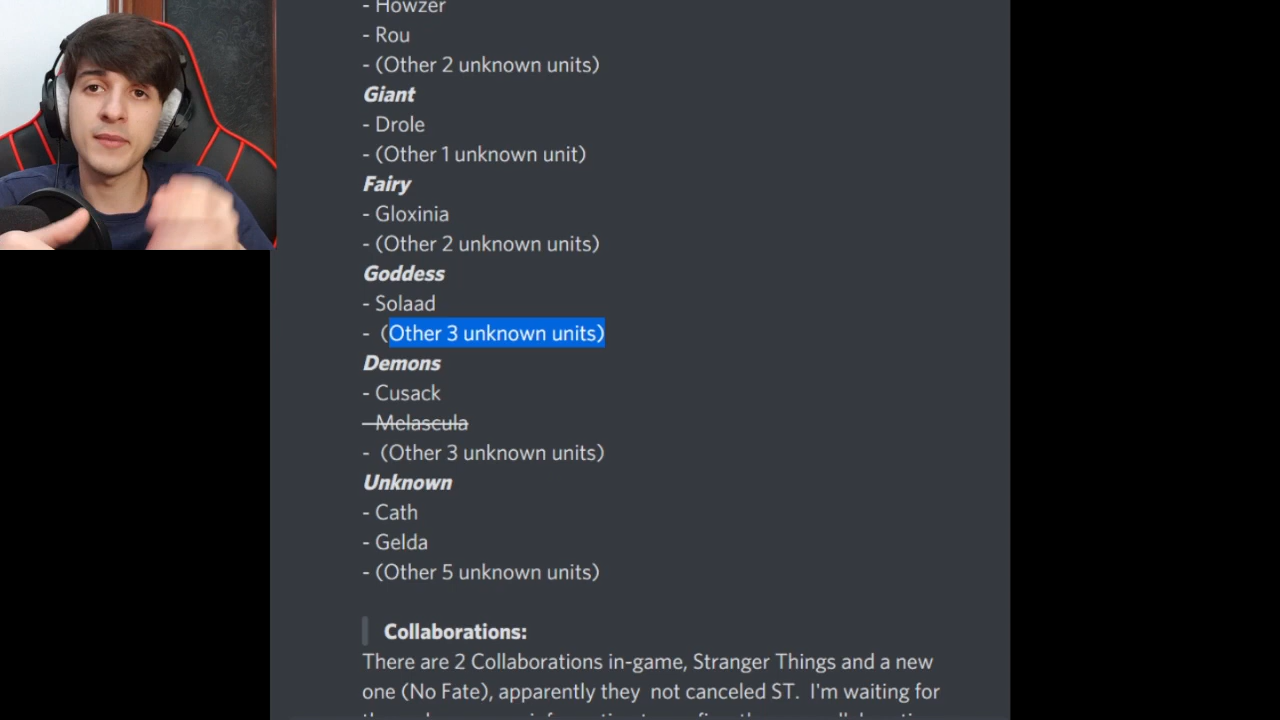 - Howzer
- Rou
- (Other 2 unknown units)
Giant
- Drole
- (Other 1 unknown unit)
Fairy
- Gloxinia
- (Other 2 unknown units)
Goddess
- Solaad
- (Other 3 unknown units)
Demons
- Cusack
- Melascula
- (Other 3 unknown units)
Unknown
- Cath
- Gelda
- (Other 5 unknown units)
Collaborations:
There are 2 Collaborations in-game, Stranger Things and a new
one (No Fate), apparently they not canceled ST. I'm waiting for